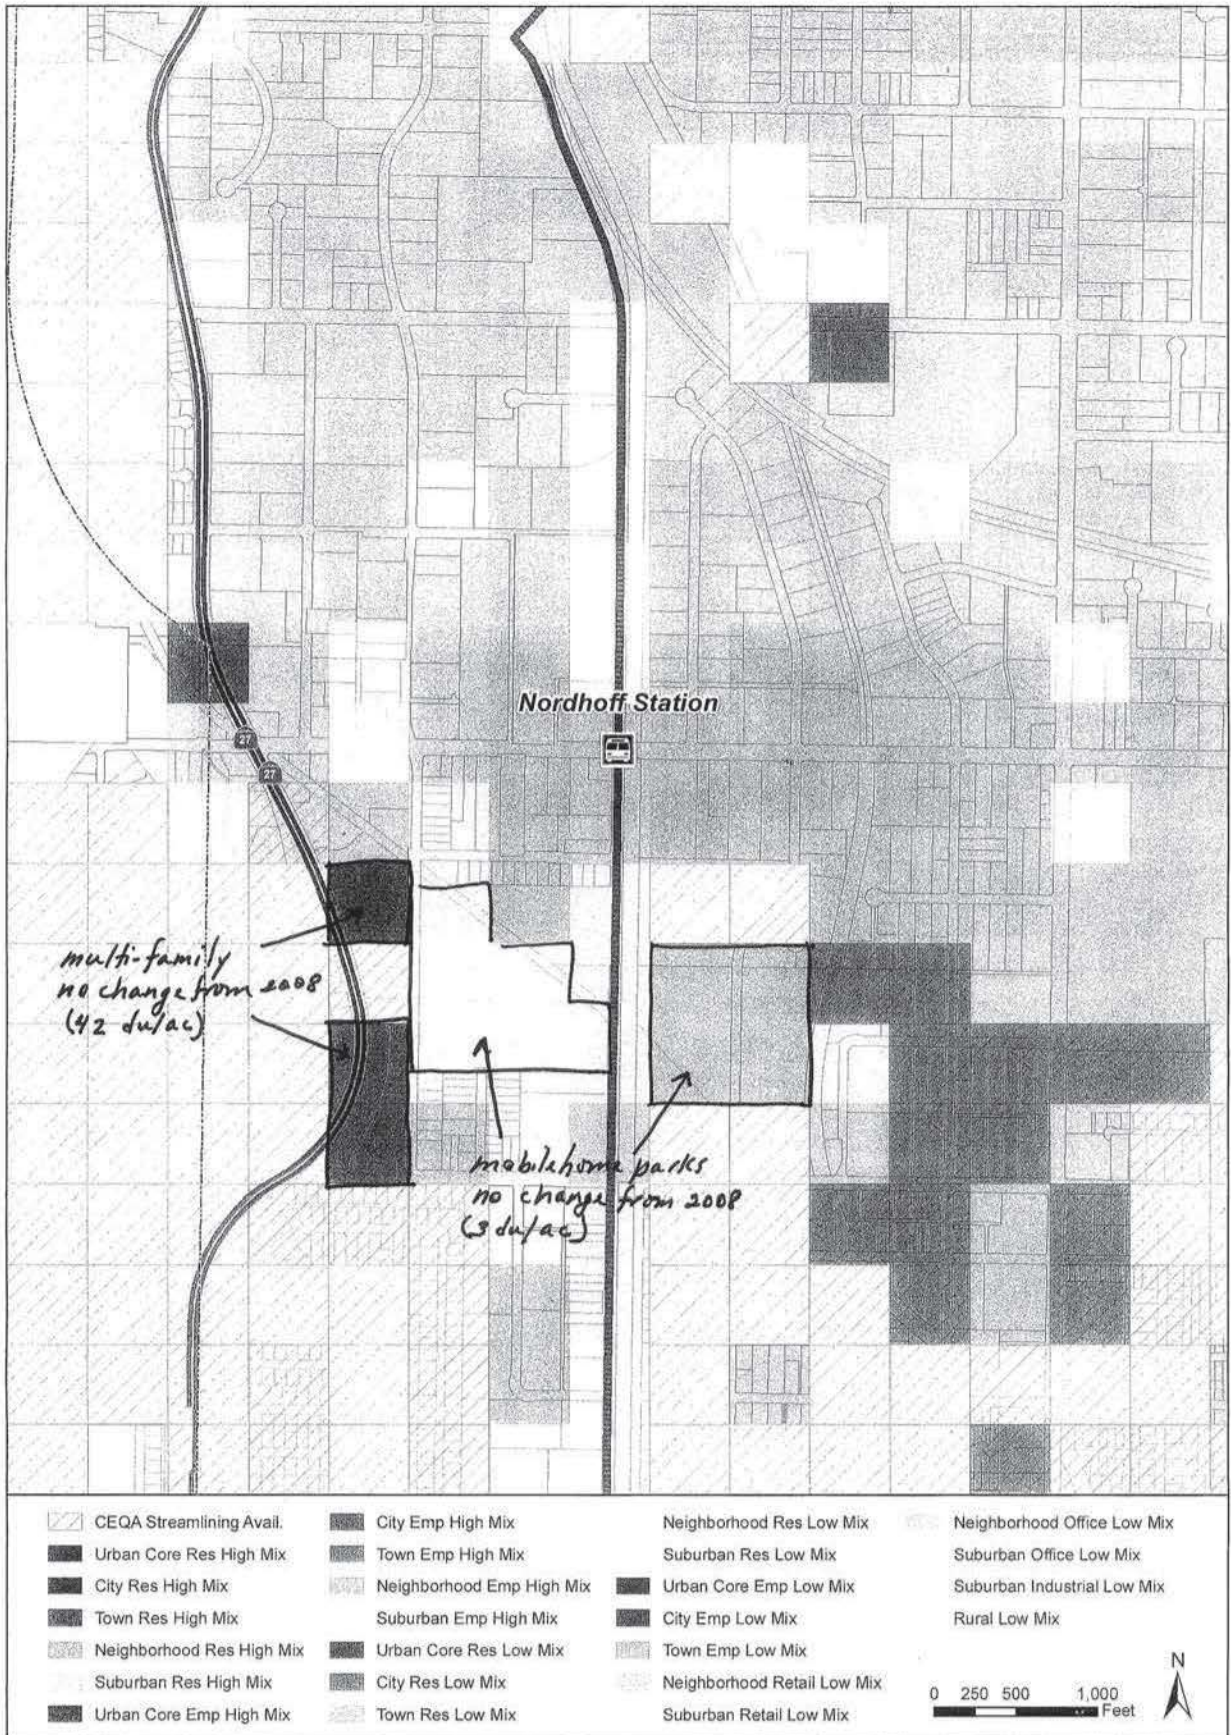 Nordhoff Station
27
27
multi-family
no change from 2008
(42 du/ac)
mobilehome parks
no change from 2008
(3 du/ac)
CEQA Streamlining Avail.
Urban Core Res High Mix
City Res High Mix
Town Res High Mix
Neighborhood Res High Mix
Suburban Res High Mix
Urban Core Emp High Mix
City Emp High Mix
Town Emp High Mix
Neighborhood Emp High Mix
Suburban Emp High Mix
Urban Core Res Low Mix
City Res Low Mix
Town Res Low Mix
Neighborhood Res Low Mix
Suburban Res Low Mix
Urban Core Emp Low Mix
City Emp Low Mix
Town Emp Low Mix
Neighborhood Retail Low Mix
Suburban Retail Low Mix
Neighborhood Office Low Mix
Suburban Office Low Mix
Suburban Industrial Low Mix
Rural Low Mix
N
0 250 500 1,000
Feet